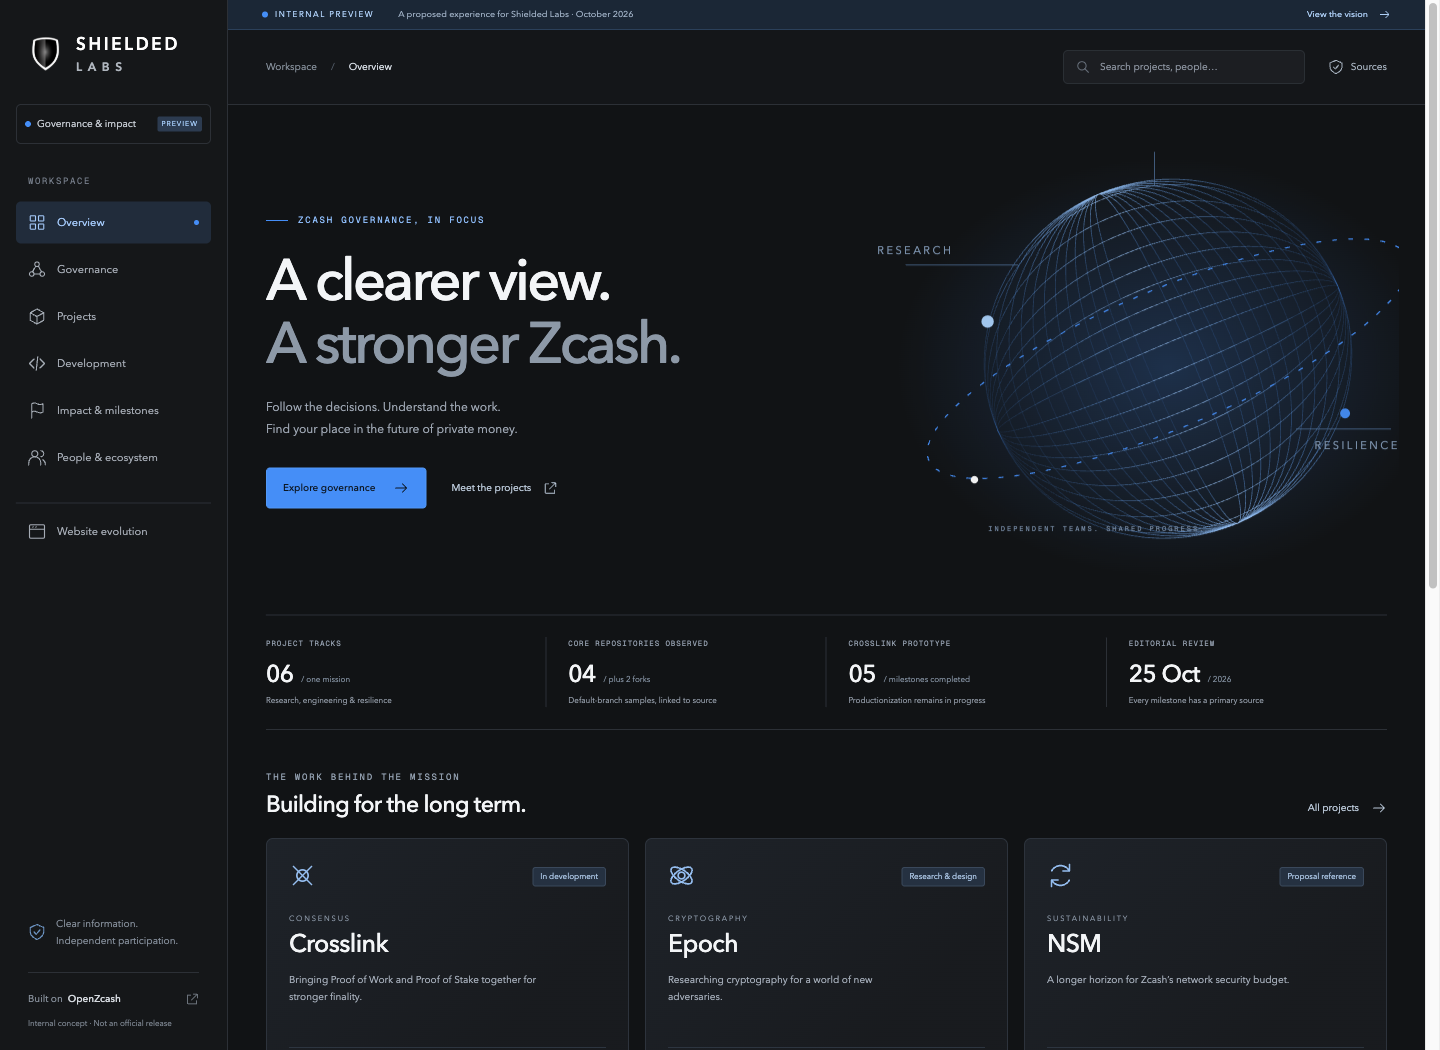 SHIELDED
LABS
Governance & impact
PREVIEW
WORKSPACE
Overview
Governance
Projects
Development
Impact & milestones
People & ecosystem
Website evolution
Clear information.
Independent participation.
Built on OpenZcash
Internal concept · Not an official release
INTERNAL PREVIEW
A proposed experience for Shielded Labs · October 2026
View the vision
Workspace / Overview
Search projects, people...
Sources
ZCASH GOVERNANCE, IN FOCUS
A clearer view.
A stronger Zcash.
Follow the decisions. Understand the work.
Find your place in the future of private money.
Explore governance
Meet the projects
RESEARCH
RESILIENCE
INDEPENDENT TEAMS. SHARED PROGRESS.
PROJECT TRACKS
06 / one mission
Research, engineering & resilience
CORE REPOSITORIES OBSERVED
04 / plus 2 forks
Default-branch samples, linked to source
CROSSLINK PROTOTYPE
05 / milestones completed
Productionization remains in progress
EDITORIAL REVIEW
25 Oct / 2026
Every milestone has a primary source
THE WORK BEHIND THE MISSION
Building for the long term.
All projects
In development
CONSENSUS
Crosslink
Bringing Proof of Work and Proof of Stake together for
stronger finality.
Research & design
CRYPTOGRAPHY
Epoch
Researching cryptography for a world of new
adversaries.
Proposal reference
SUSTAINABILITY
NSM
A longer horizon for Zcash's network security budget.